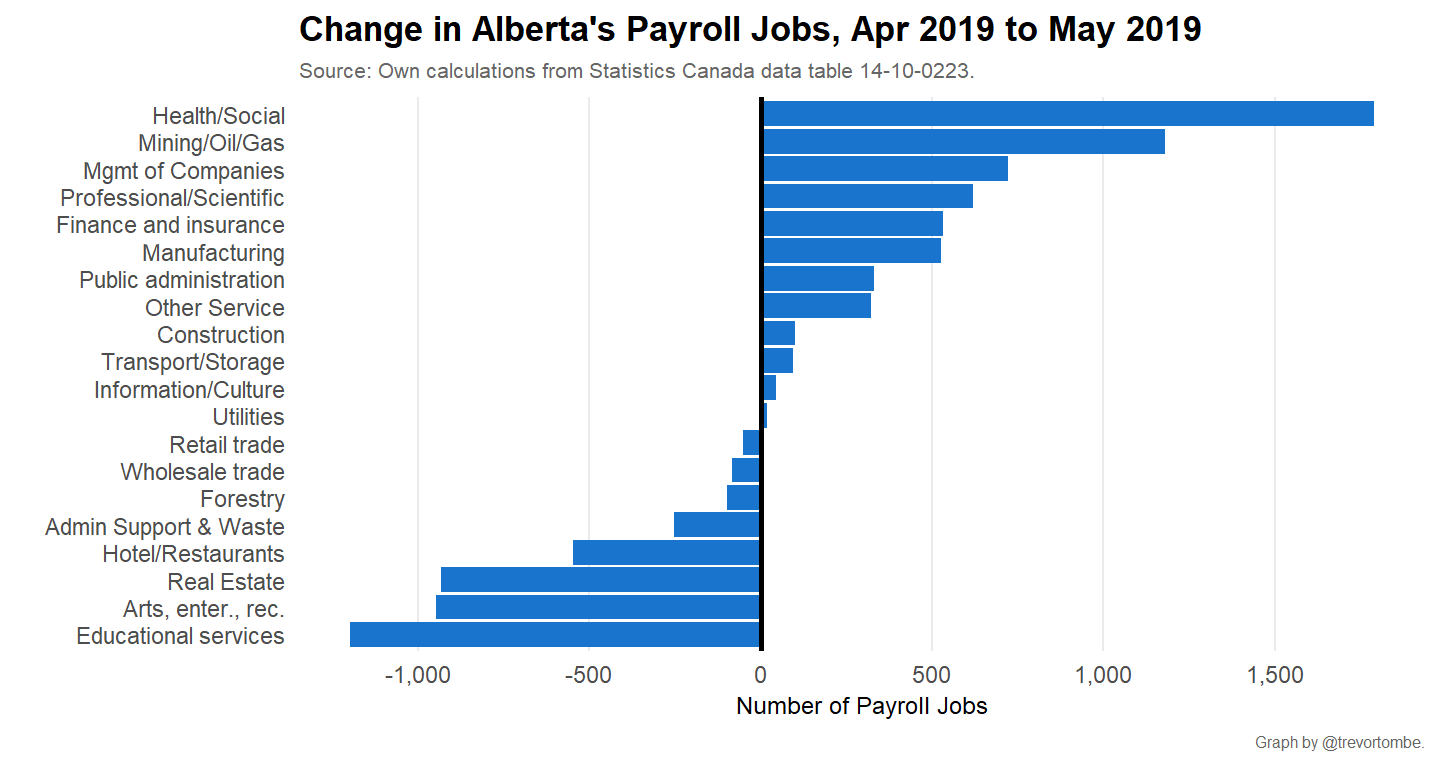 Change in Alberta's Payroll Jobs, Apr 2019 to May 2019
Source: Own calculations from Statistics Canada data table 14-10-0223.
Health/Social
Mining/Oil/Gas
Mgmt of Companies
Professional/Scientific
Finance and insurance
Manufacturing
Public administration
Other Service
Construction
Transport/Storage
Information/Culture
Utilities
Retail trade
Wholesale trade
Forestry
Admin Support & Waste
Hotel/Restaurants
Real Estate
Arts, enter., rec.
Educational services
-1,000 -500 0 500 1,000 1,500
Number of Payroll Jobs
Graph by @trevortombe.